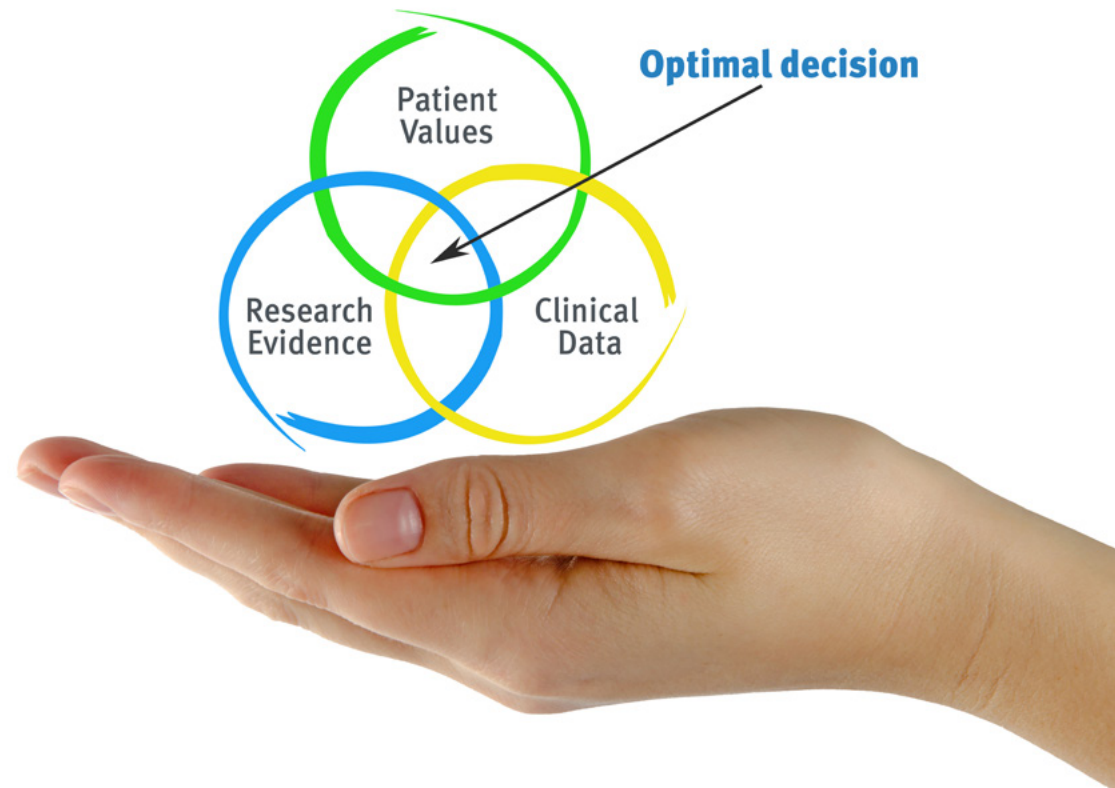 Optimal decision
Patient
Values
Research
Evidence
Clinical
Data